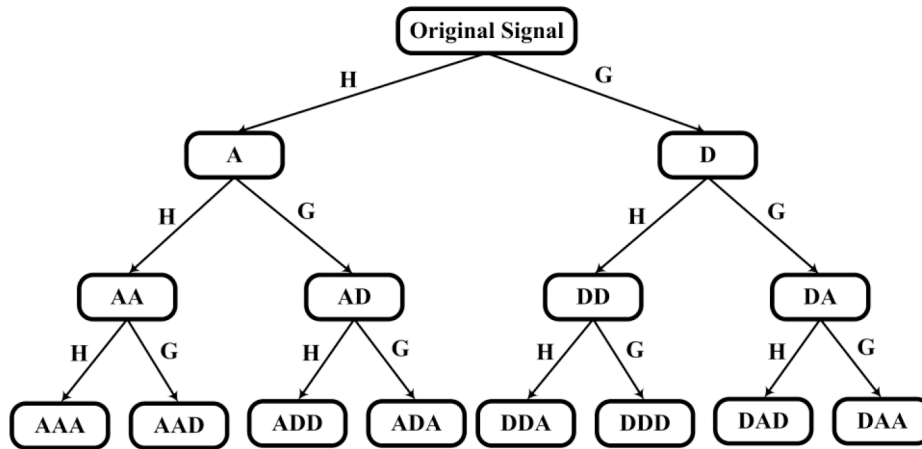 Original Signal
H G
A D
H G H G
AA AD DD DA
H G H G H G H G
AAA AAD ADD ADA DDA DDD DAD DAA